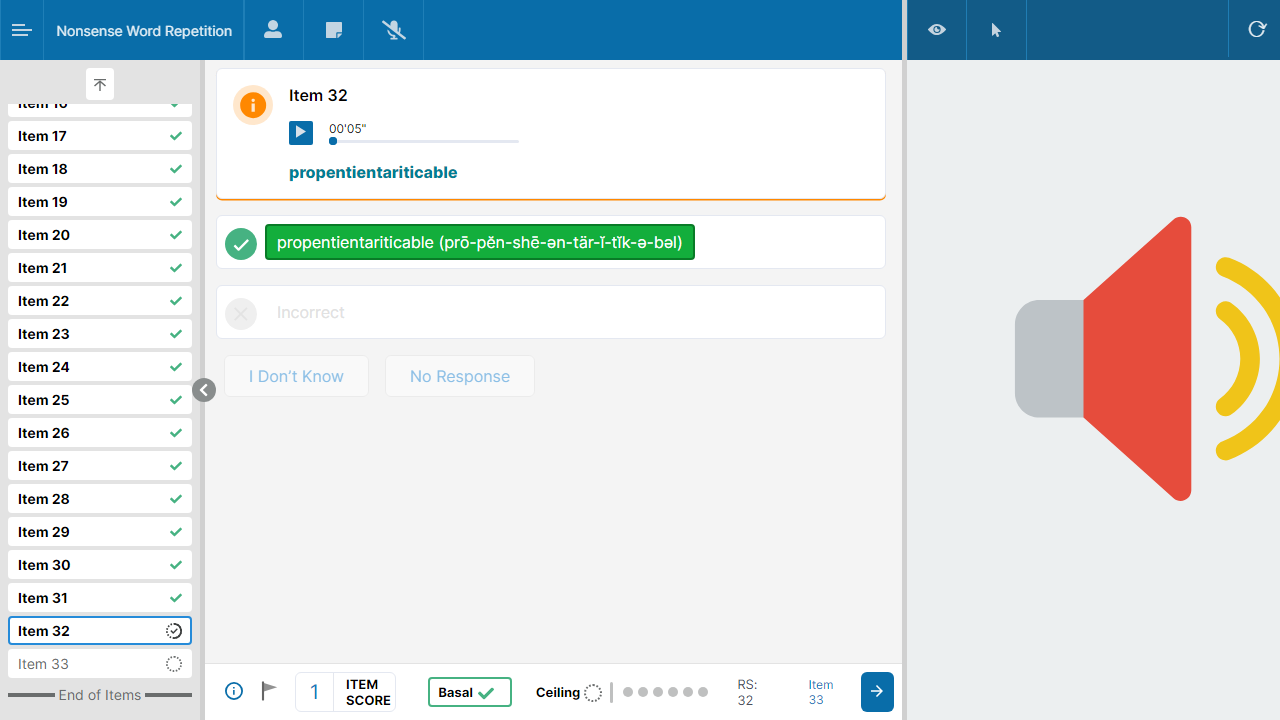 Nonsense Word Repetition
Item 16
Item 17
Item 18
Item 19
Item 20
Item 21
Item 22
Item 23
Item 24
Item 25
Item 26
Item 27
Item 28
Item 29
Item 30
Item 31
Item 32
Item 33
End of Items
Item 32
00'05"
propentientariticable
propentientariticable (prō-pĕn-shē-ən-tär-ĭ-tĭk-ə-bəl)
Incorrect
I Don't Know
No Response
1
ITEM
SCORE
Basal
Ceiling
RS:
32
Item
33